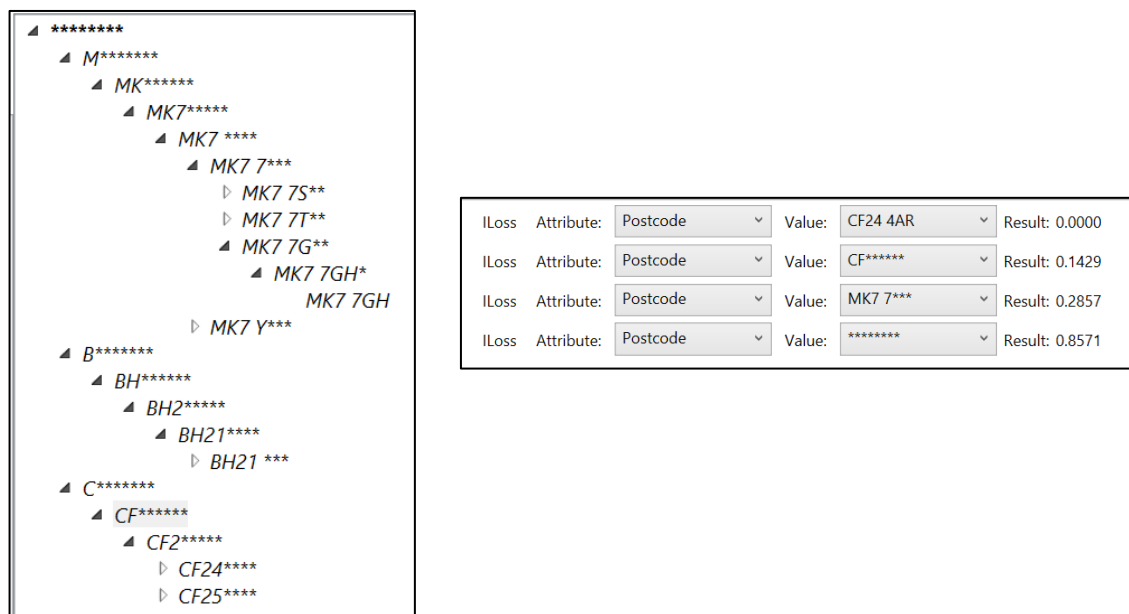 ********
M*******
MK******
MK7*****
MK7 ****
MK7 7***
MK7 7S**
MK7 7T**
MK7 7G**
MK7 7GH*
MK7 7GH
MK7 Y***
B*******
BH******
BH2*****
BH21****
BH21 ***
C*******
CF******
CF2*****
CF24****
CF25****
ILoss Attribute: Postcode Value: CF24 4AR Result: 0.0000
ILoss Attribute: Postcode Value: CF****** Result: 0.1429
ILoss Attribute: Postcode Value: MK7 7*** Result: 0.2857
ILoss Attribute: Postcode Value: ******** Result: 0.8571